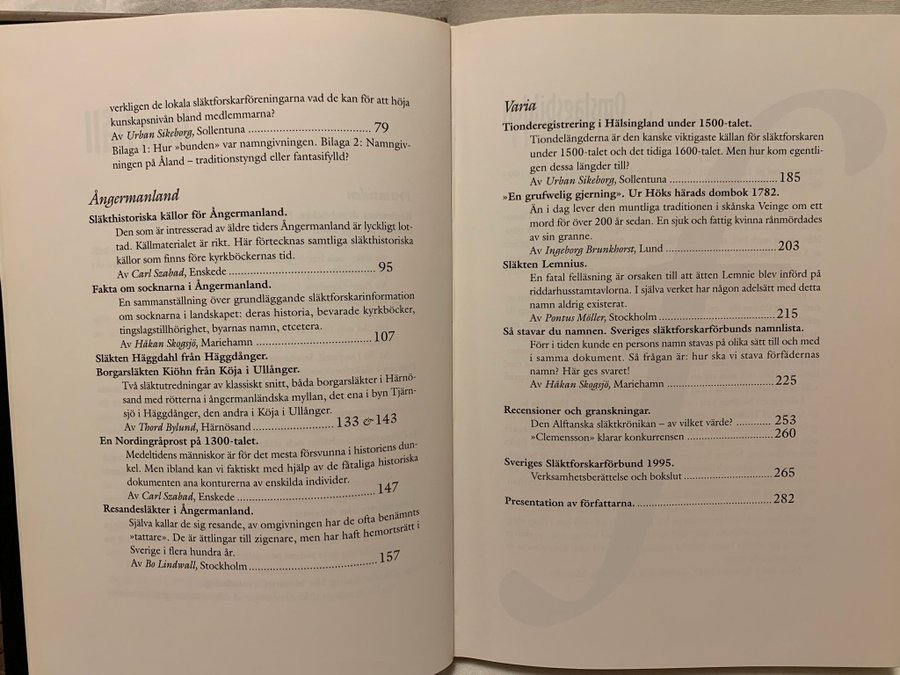 verkligen de lokala släktforskarföreningarna vad de kan för att höja
kunskapsnivån bland medlemmarna?
Av Urban Sikeborg, Sollentuna ........................................ 79
Bilaga 1: Hur »bunden» var namngivningen. Bilaga 2: Namngiv-
ningen på Åland – traditionstyngd eller fantasifylld?
Ångermanland
Släkthistoriska källor för Ångermanland.
Den som är intresserad av äldre tiders Ångermanland är lyckligt lot-
tad. Källmaterialet är rikt. Här förtecknas samtliga släkthistoriska
källor som finns före kyrkböckernas tid.
Av Carl Szabad, Enskede ........................................ 95
Fakta om socknarna i Ångermanland.
En sammanställning över grundläggande släktforskarinformation
om socknarna i landskapet: deras historia, bevarade kyrkböcker,
tingslagstillhörighet, byarnas namn, etcetera.
Av Håkan Skogsjö, Mariehamn ........................................ 107
Släkten Häggdahl från Häggdånger.
Borgarsläkten Kiöhn från Köja i Ullånger.
Två släktutredningar av klassiskt snitt, båda borgarsläkter i Härnö-
sand med rötterna i ångermanländska myllan, det ena i byn Tjärn-
sjö i Häggdånger, den andra i Köja i Ullånger.
Av Thord Bylund, Härnösand ........................................ 133 & 143
En Nordingråprost på 1300-talet.
Medeltidens människor är för det mesta försvunna i historiens dun-
kel. Men ibland kan vi faktiskt med hjälp av de fåtaliga historiska
dokumenten ana konturerna av enskilda individer.
Av Carl Szabad, Enskede ........................................ 147
Resandesläkter i Ångermanland.
Själva kallar de sig resande, av omgivningen har de ofta benämnts
»tattare». De är ättlingar till zigenare, men har haft hemortsrätt i
Sverige i flera hundra år.
Av Bo Lindwall, Stockholm ........................................ 157
Varia
Tionderegistrering i Hälsingland under 1500-talet.
Tiondelängderna är den kanske viktigaste källan för släktforskaren
under 1500-talet och det tidiga 1600-talet. Men hur kom egentli-
gen dessa längder till?
Av Urban Sikeborg, Sollentuna ........................................ 185
»En grufwelig gjerning». Ur Höks härads dombok 1782.
Än i dag lever den muntliga traditionen i skånska Veinge om ett
mord för över 200 år sedan. En sjuk och fattig kvinna rånmördades
av sin granne.
Av Ingeborg Brunkhorst, Lund ........................................ 203
Släkten Lemnius.
En fatal felläsning är orsaken till att ätten Lemnie blev införd på
riddarhusstamtavlorna. I själva verket har någon adelsätt med detta
namn aldrig existerat.
Av Pontus Möller, Stockholm ........................................ 215
Så stavar du namnen. Sveriges släktforskarförbunds namnlista.
Förr i tiden kunde en persons namn stavas på olika sätt till och med
i samma dokument. Så frågan är: hur ska vi stava förfädernas
namn? Här ges svaret!
Av Håkan Skogsjö, Mariehamn ........................................ 225
Recensioner och granskningar.
Den Alftanska släktkrönikan – av vilket värde? ............ 253
»Clemensson» klarar konkurrensen ........................................ 260
Sveriges Släktforskarförbund 1995.
Verksamhetsberättelse och bokslut ........................................ 265
Presentation av författarna. ........................................ 282